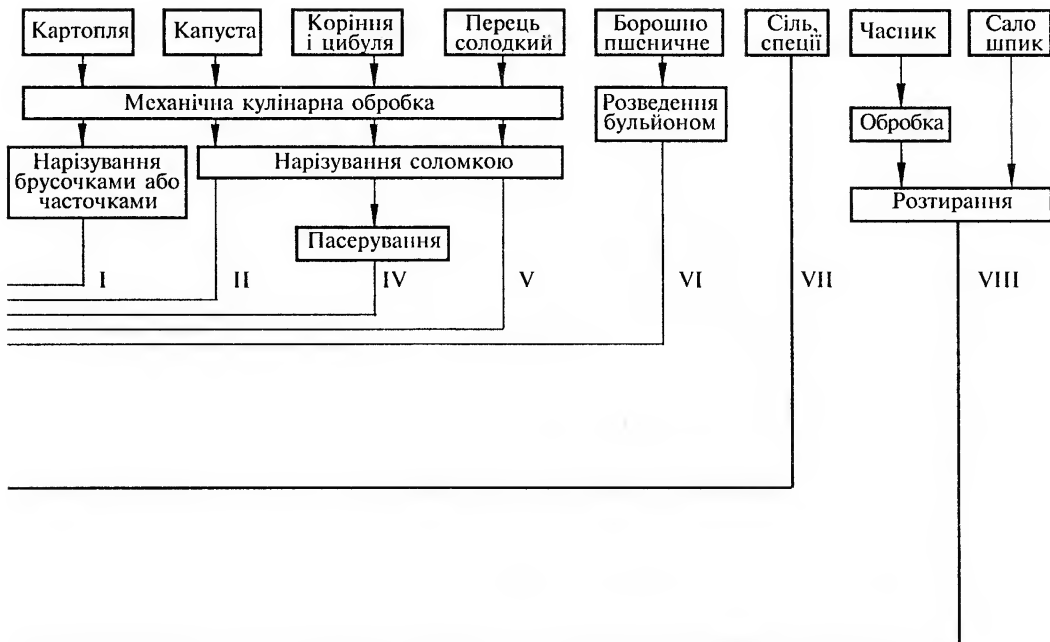 Картопля
Капуста
Коріння
і цибуля
Перець
солодкий
Борошно
пшеничне
Сіль,
спеції
Часник
Сало
шпик
Механічна кулінарна обробка
Розведення
бульйоном
Обробка
Нарізування
брусочками або
часточками
Нарізування соломкою
Розтирання
Пасерування
I
II
IV
V
VI
VII
VIII